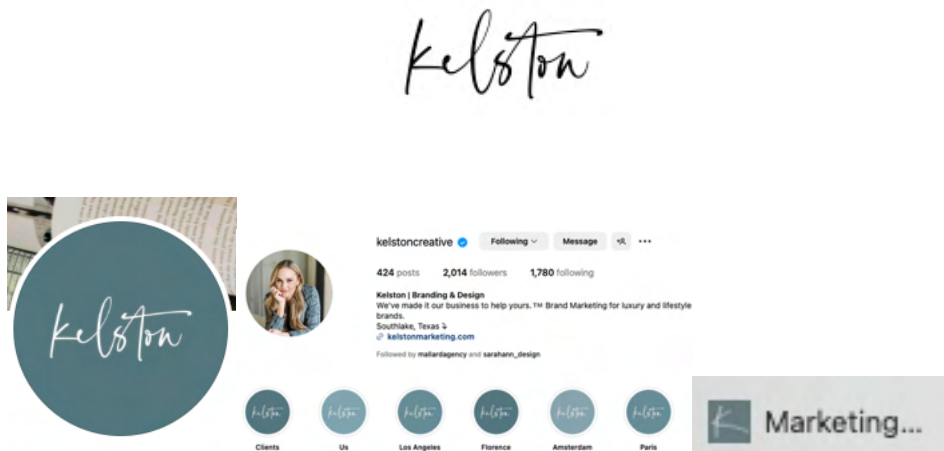 kelston
kelston
kelstoncreative Following Message
424 posts 2,014 followers 1,780 following
Kelston | Branding & Design
We've made it our business to help yours.™ Brand Marketing for luxury and lifestyle
brands.
Southlake, Texas
kelstonmarketing.com
Followed by mallardagency and sarahann_design
kelston kelston kelston kelston kelston kelston
Clients Us Los Angeles Florence Amsterdam Paris
K Marketing...